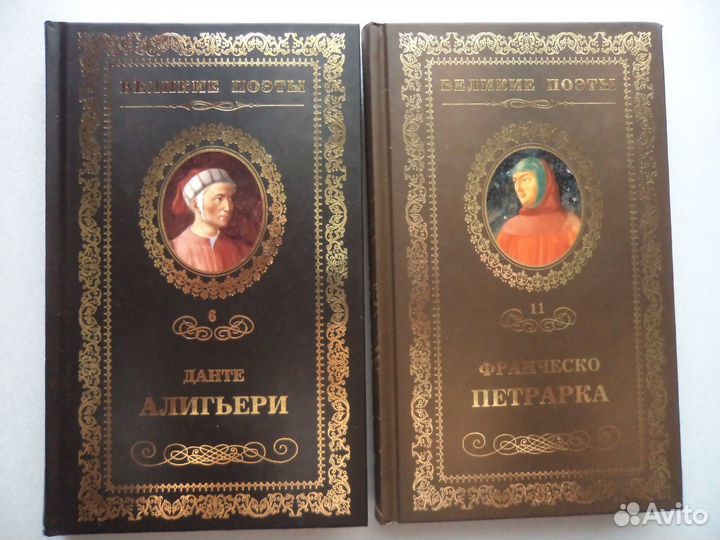 ВЕЛИКИЕ ПОЭТЫ
6
ДАНТЕ
АЛИГЬЕРИ
ВЕЛИКИЕ ПОЭТЫ
11
ФРАНЧЕСКО
ПЕТРАРКА
Avito